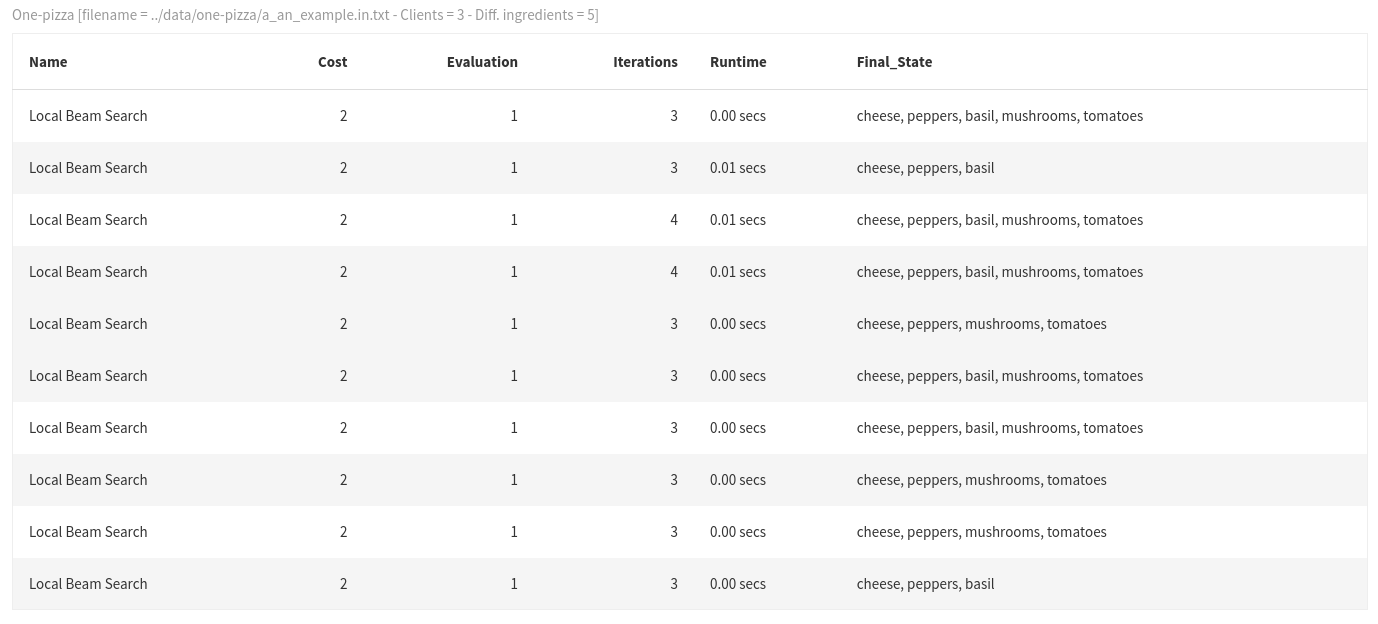 One-pizza [filename = ../data/one-pizza/a_an_example.in.txt - Clients = 3 - Diff. ingredients = 5]
Name Cost Evaluation Iterations Runtime Final_State
Local Beam Search 2 1 3 0.00 secs cheese, peppers, basil, mushrooms, tomatoes
Local Beam Search 2 1 3 0.01 secs cheese, peppers, basil
Local Beam Search 2 1 4 0.01 secs cheese, peppers, basil, mushrooms, tomatoes
Local Beam Search 2 1 4 0.01 secs cheese, peppers, basil, mushrooms, tomatoes
Local Beam Search 2 1 3 0.00 secs cheese, peppers, mushrooms, tomatoes
Local Beam Search 2 1 3 0.00 secs cheese, peppers, basil, mushrooms, tomatoes
Local Beam Search 2 1 3 0.00 secs cheese, peppers, basil, mushrooms, tomatoes
Local Beam Search 2 1 3 0.00 secs cheese, peppers, mushrooms, tomatoes
Local Beam Search 2 1 3 0.00 secs cheese, peppers, mushrooms, tomatoes
Local Beam Search 2 1 3 0.00 secs cheese, peppers, basil